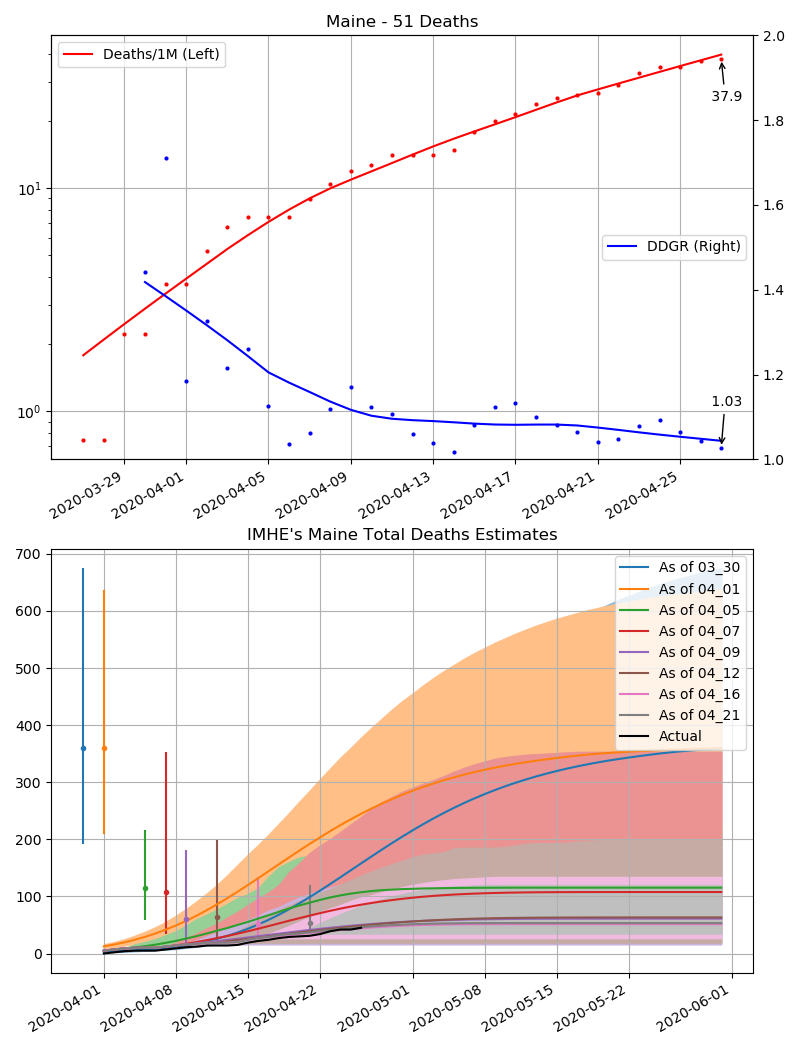 Maine - 51 Deaths
Deaths/1M (Left)
DDGR (Right)
37.9
1.03
10^1
10^0
2.0
1.8
1.6
1.4
1.2
1.0
2020-03-29
2020-04-01
2020-04-05
2020-04-09
2020-04-13
2020-04-17
2020-04-21
2020-04-25
IMHE's Maine Total Deaths Estimates
700
600
500
400
300
200
100
0
As of 03_30
As of 04_01
As of 04_05
As of 04_07
As of 04_09
As of 04_12
As of 04_16
As of 04_21
Actual
2020-04-01
2020-04-08
2020-04-15
2020-04-22
2020-05-01
2020-05-08
2020-05-15
2020-05-22
2020-06-01